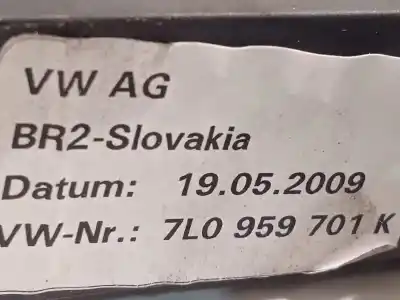 VW AG
BR2-Slovakia
Datum: 19.05.2009
VW-Nr.: 7L0 959 701 K